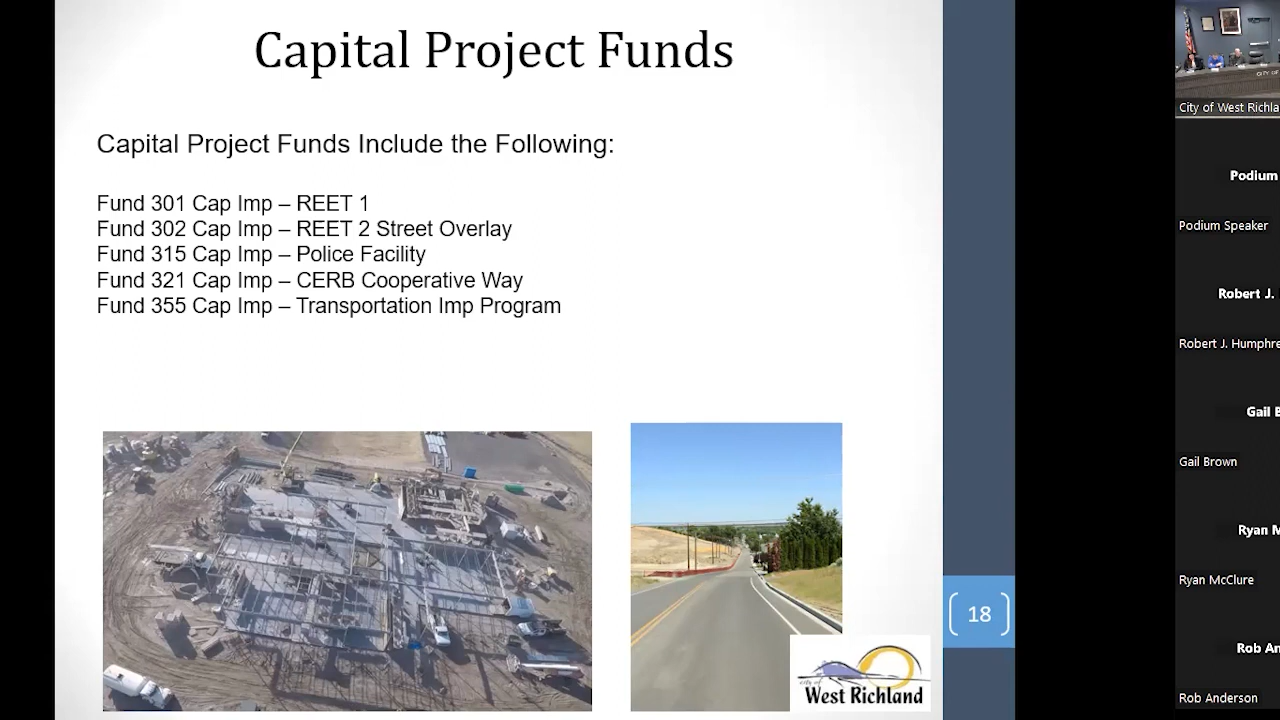 Capital Project Funds
Capital Project Funds Include the Following:
Fund 301 Cap Imp – REET 1
Fund 302 Cap Imp – REET 2 Street Overlay
Fund 315 Cap Imp – Police Facility
Fund 321 Cap Imp – CERB Cooperative Way
Fund 355 Cap Imp – Transportation Imp Program
18
city of
West Richland
CITY OF
City of West Richla
Podium
Podium Speaker
Robert J.
Robert J. Humphre
Gail B
Gail Brown
Ryan M
Ryan McClure
Rob An
Rob Anderson